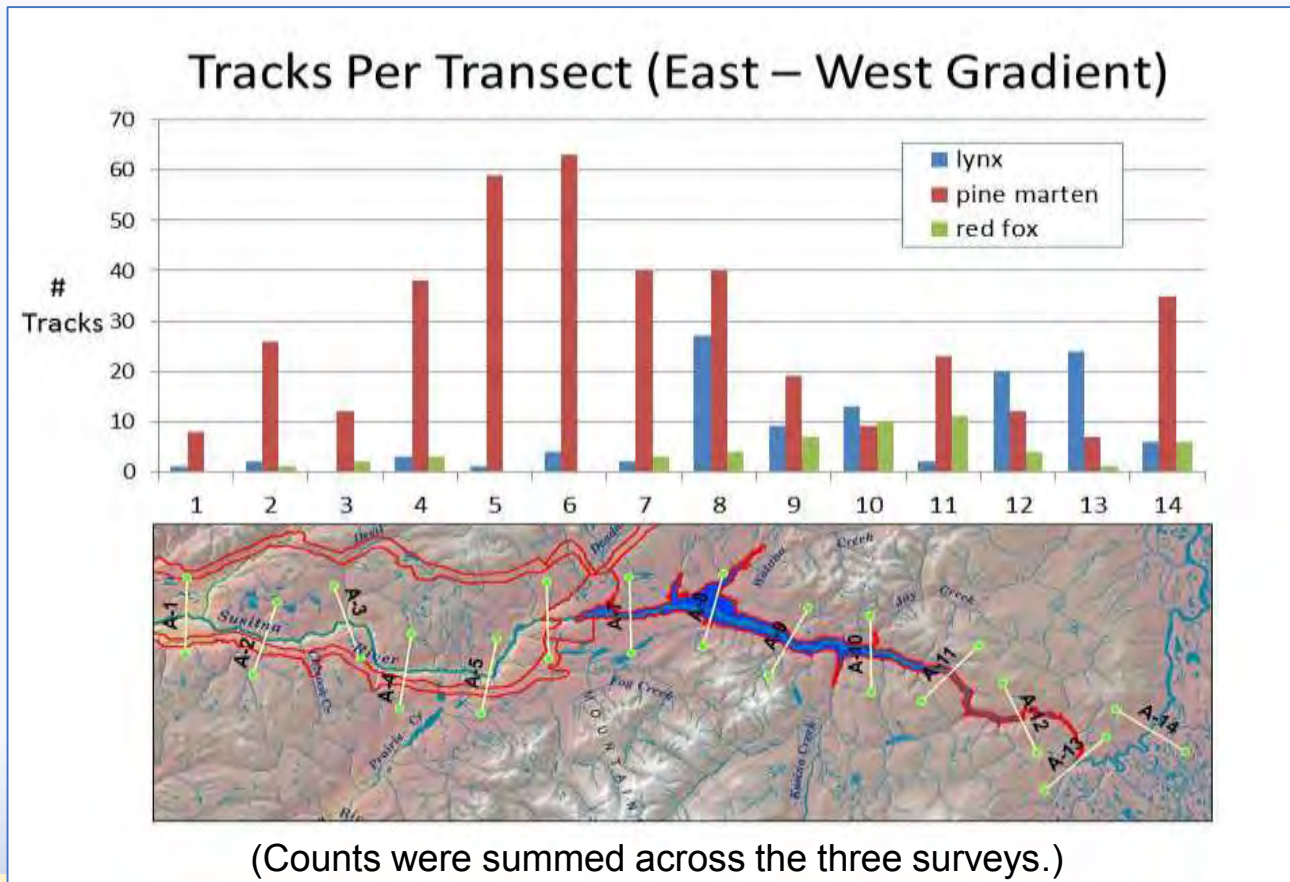 Tracks Per Transect (East – West Gradient)
70
60
50
40
30
20
10
0
#
Tracks
lynx
pine marten
red fox
1 2 3 4 5 6 7 8 9 10 11 12 13 14
Devil
Watana
Creek
Jay Creek
A-1
A-2
A-3
A-4
A-5
A-7
A-8
A-9
A-10
A-11
A-12
A-13
A-14
Susitna
River
Prairie Cr
Fog Creek
MOUNTAIN
Kosina Creek
(Counts were summed across the three surveys.)